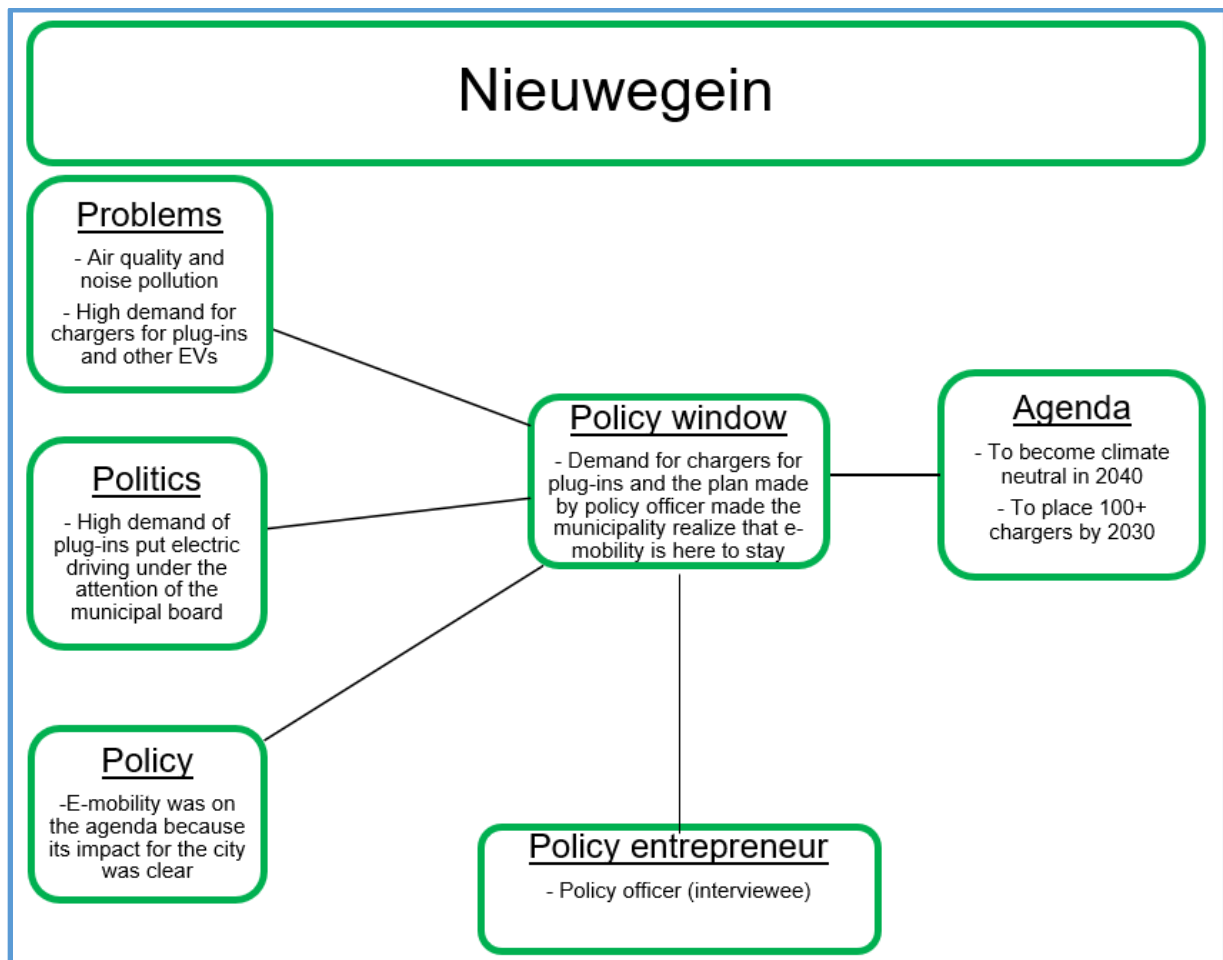 Nieuwegein
Problems
- Air quality and
noise pollution
- High demand for
chargers for plug-ins
and other EVs
Politics
- High demand of
plug-ins put electric
driving under the
attention of the
municipal board
Policy
-E-mobility was on
the agenda because
its impact for the city
was clear
Policy window
- Demand for chargers for
plug-ins and the plan made
by policy officer made the
municipality realize that e-
mobility is here to stay
Policy entrepreneur
- Policy officer (interviewee)
Agenda
- To become climate
neutral in 2040
- To place 100+
chargers by 2030